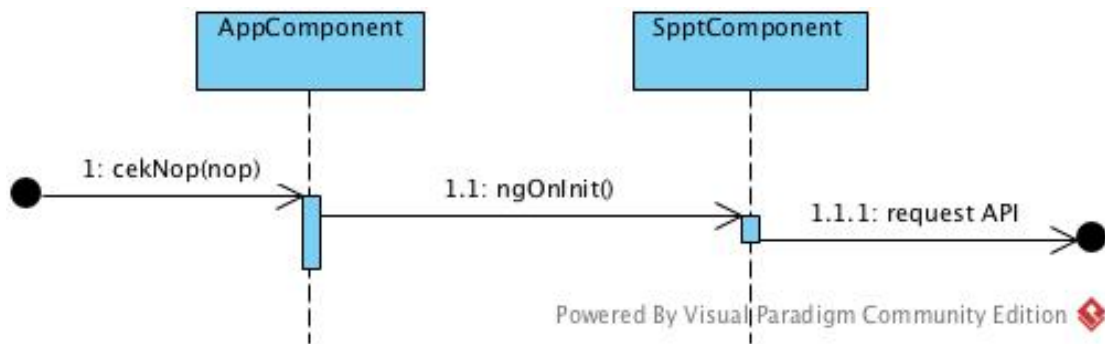 AppComponent
SpptComponent
1: cekNop(nop)
1.1: ngOnInit()
1.1.1: request API
Powered By Visual Paradigm Community Edition